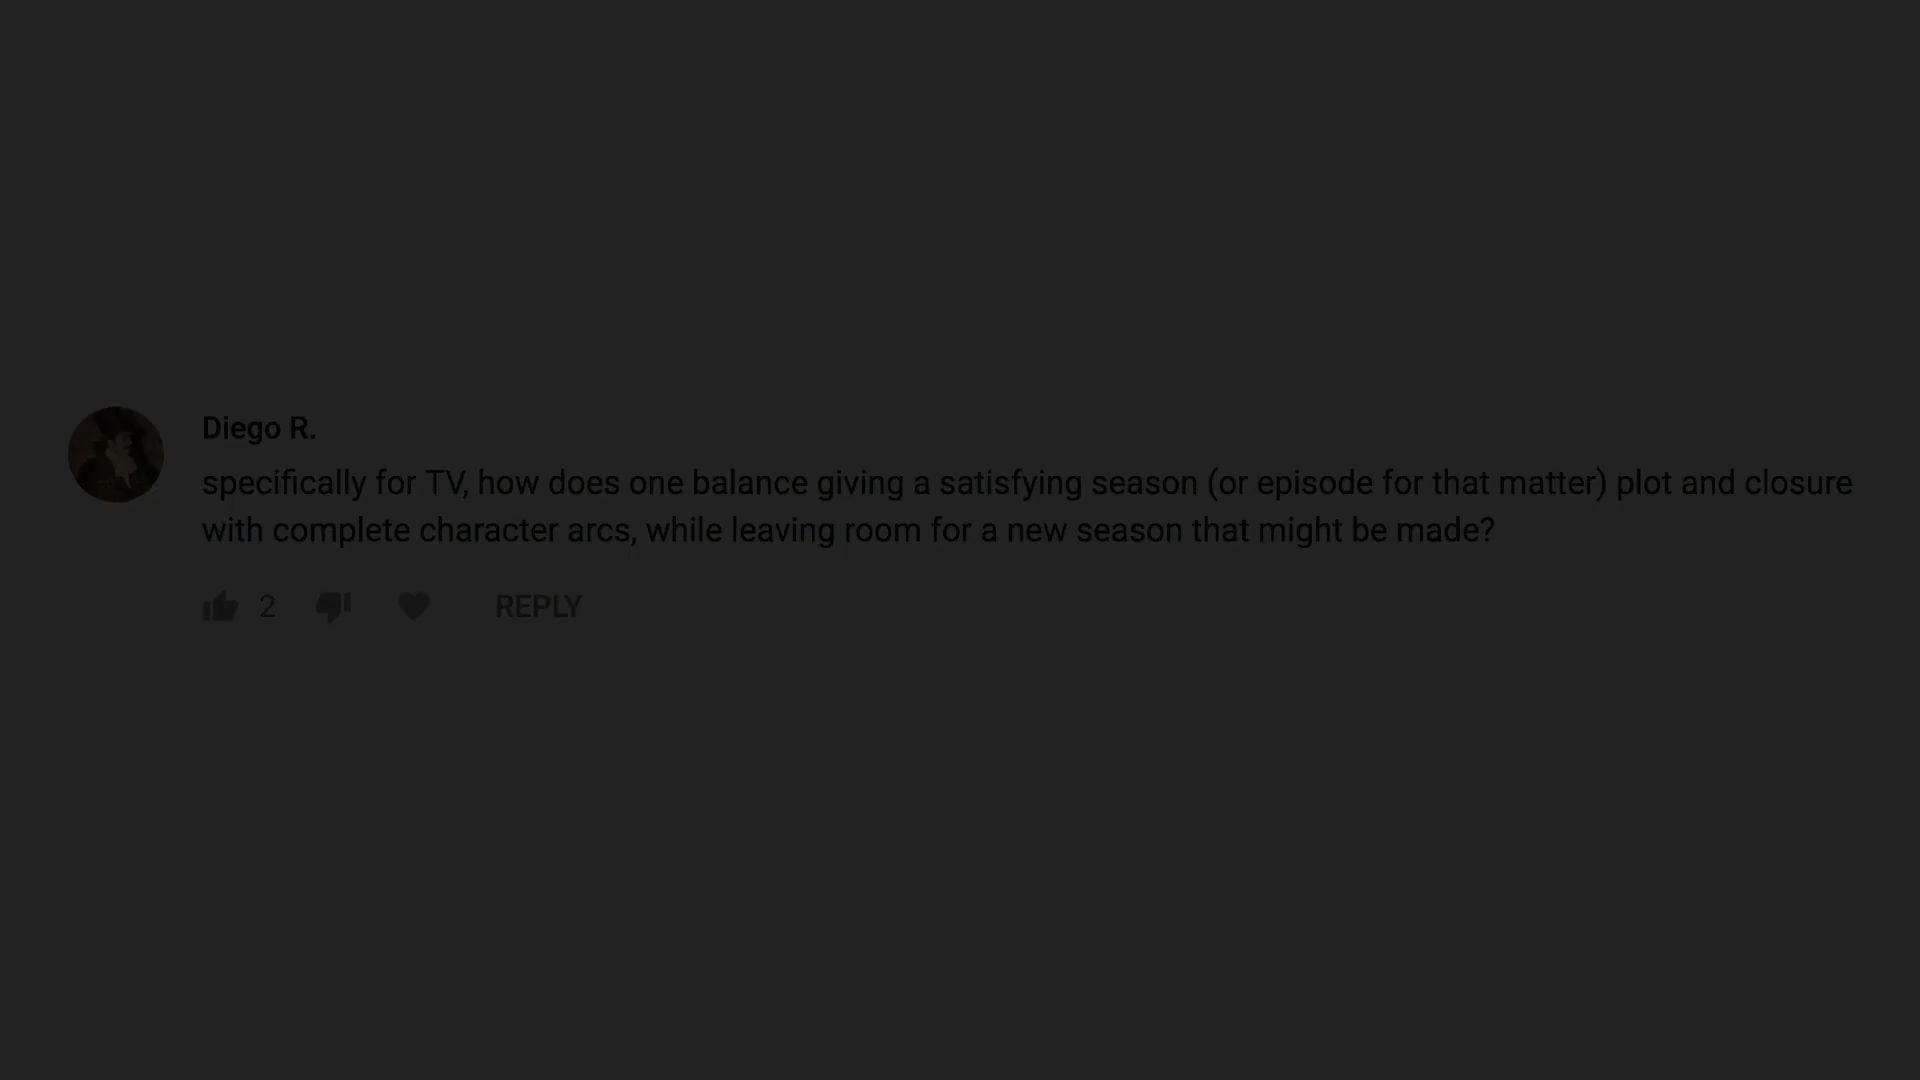 Diego R.
specifically for TV, how does one balance giving a satisfying season (or episode for that matter) plot and closure
with complete character arcs, while leaving room for a new season that might be made?
2 REPLY